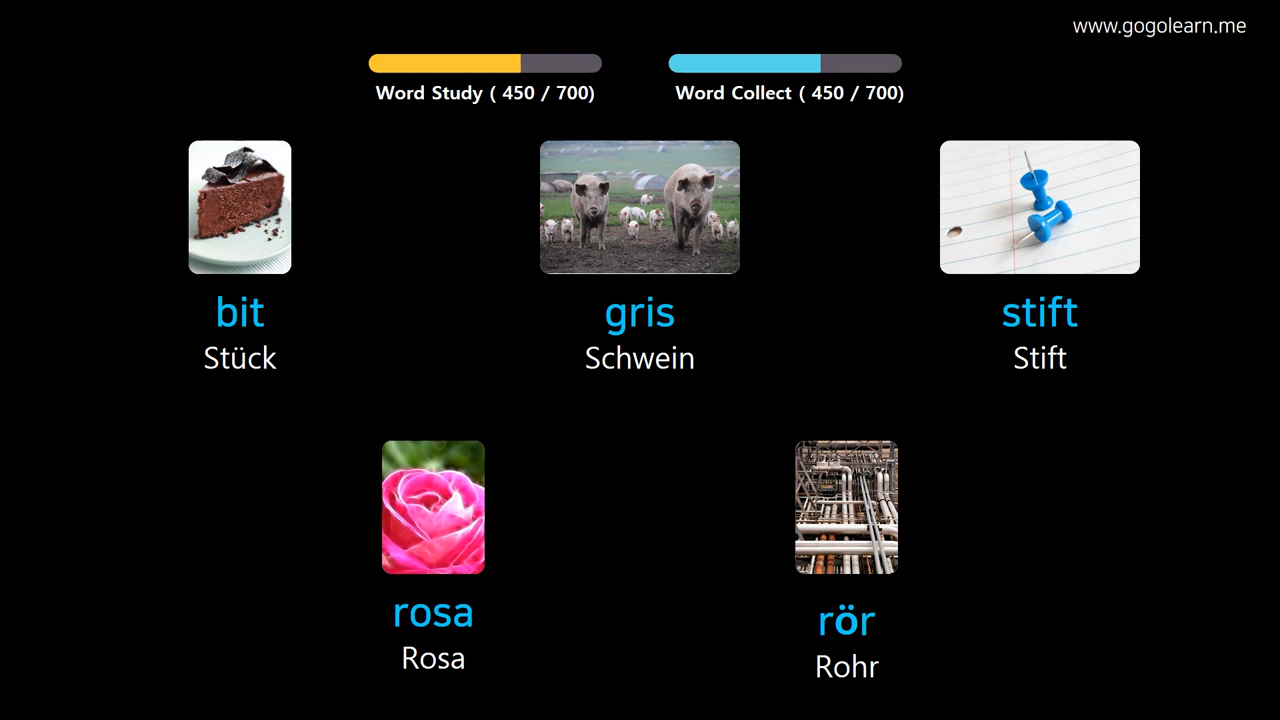 www.gogolearn.me
Word Study ( 450 / 700)
Word Collect ( 450 / 700)
bit
Stück
gris
Schwein
stift
Stift
rosa
Rosa
rör
Rohr